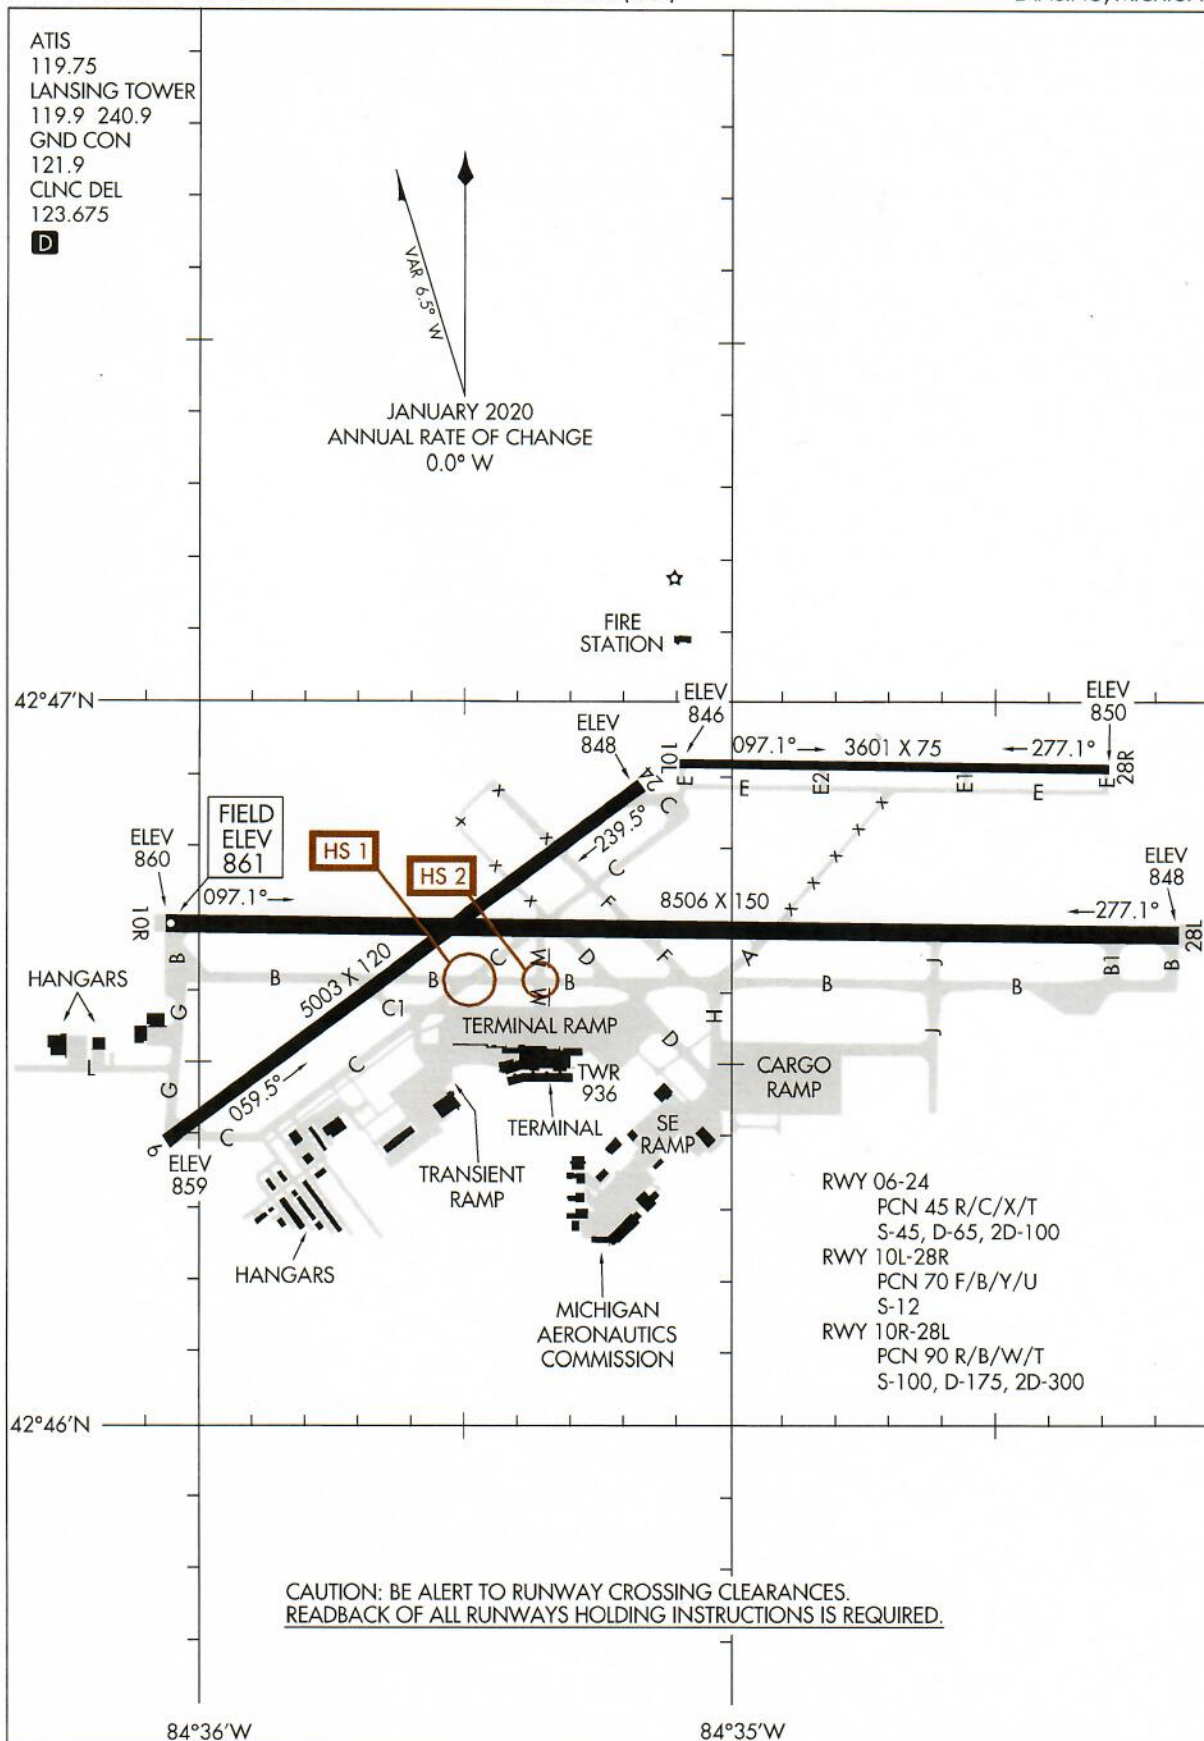 ATIS
119.75
LANSING TOWER
119.9 240.9
GND CON
121.9
CLNC DEL
123.675
D
VAR 6.5° W
JANUARY 2020
ANNUAL RATE OF CHANGE
0.0° W
FIRE
STATION
42°47'N
ELEV
846
ELEV
850
ELEV
848
10L
097.1°
3601 X 75
277.1°
28R
24
E
E
E2
E1
E
E
C
239.5°
FIELD
ELEV
861
ELEV
860
HS 1
HS 2
C
F
ELEV
848
10R
097.1°
8506 X 150
277.1°
28L
B
B
5003 X 120
B
C
W
W
D
B
F
A
B
J
B
B1
B
HANGARS
G
C1
TERMINAL RAMP
H
D
J
L
C
CARGO
RAMP
TWR
936
G
059.5°
TERMINAL
SE
RAMP
6
C
ELEV
859
TRANSIENT
RAMP
HANGARS
MICHIGAN
AERONAUTICS
COMMISSION
RWY 06-24
PCN 45 R/C/X/T
S-45, D-65, 2D-100
RWY 10L-28R
PCN 70 F/B/Y/U
S-12
RWY 10R-28L
PCN 90 R/B/W/T
S-100, D-175, 2D-300
42°46'N
CAUTION: BE ALERT TO RUNWAY CROSSING CLEARANCES.
READBACK OF ALL RUNWAYS HOLDING INSTRUCTIONS IS REQUIRED.
84°36'W
84°35'W